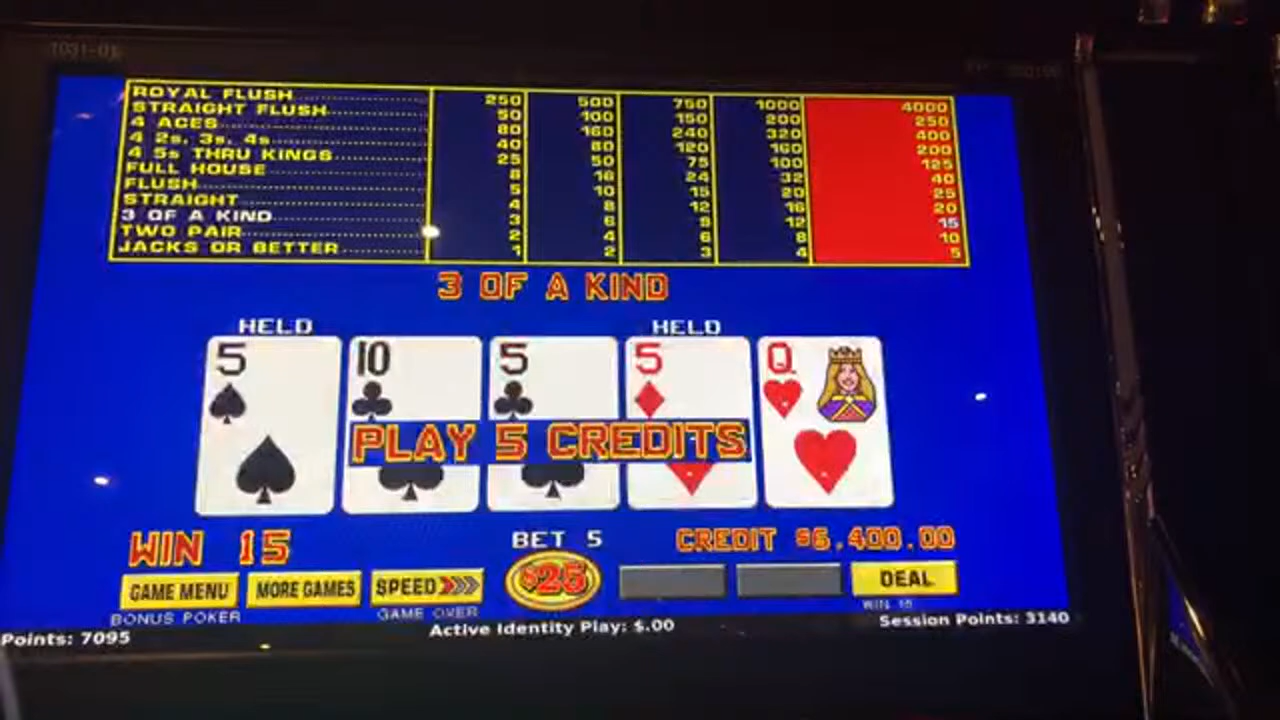 ROYAL FLUSH 250 500 750 1000 4000
STRAIGHT FLUSH 50 100 150 200 250
4 ACES 80 160 240 320 400
4 2s, 3s, 4s 40 80 120 160 200
4 5s THRU KINGS 25 50 75 100 125
FULL HOUSE 8 16 24 32 40
FLUSH 5 10 15 20 25
STRAIGHT 4 8 12 16 20
3 OF A KIND 3 6 9 12 15
TWO PAIR 2 4 6 8 10
JACKS OR BETTER 1 2 3 4 5
3 OF A KIND
HELD HELD
5 10 5 5 Q
PLAY 5 CREDITS
WIN 15 BET 5 CREDIT $6,400.00
GAME MENU MORE GAMES SPEED $25 DEAL
BONUS POKER GAME OVER WIN 15
Points: 7095 Active Identity Play: $.00 Session Points: 3140